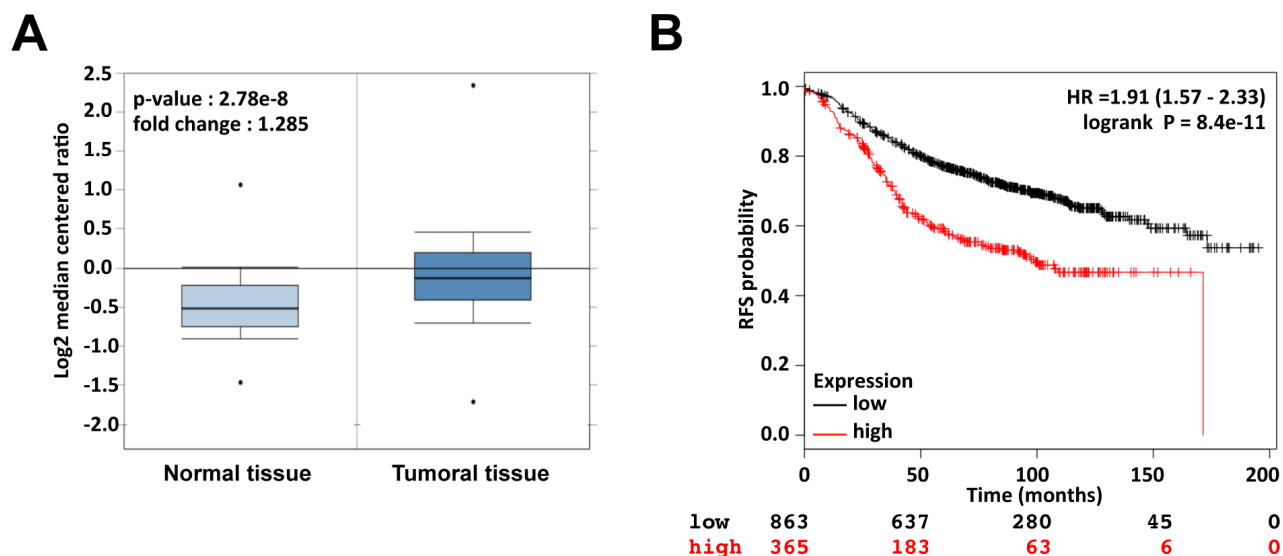 A
Log2 median centered ratio
2.5
2.0
1.5
1.0
0.5
0.0
-0.5
-1.0
-1.5
-2.0
p-value : 2.78e-8
fold change : 1.285
Normal tissue
Tumoral tissue
B
RFS probability
1.0
0.8
0.6
0.4
0.2
0.0
HR =1.91 (1.57 - 2.33)
logrank P = 8.4e-11
Expression
low
high
0 50 100 150 200
Time (months)
low 863 637 280 45 0
high 365 183 63 6 0